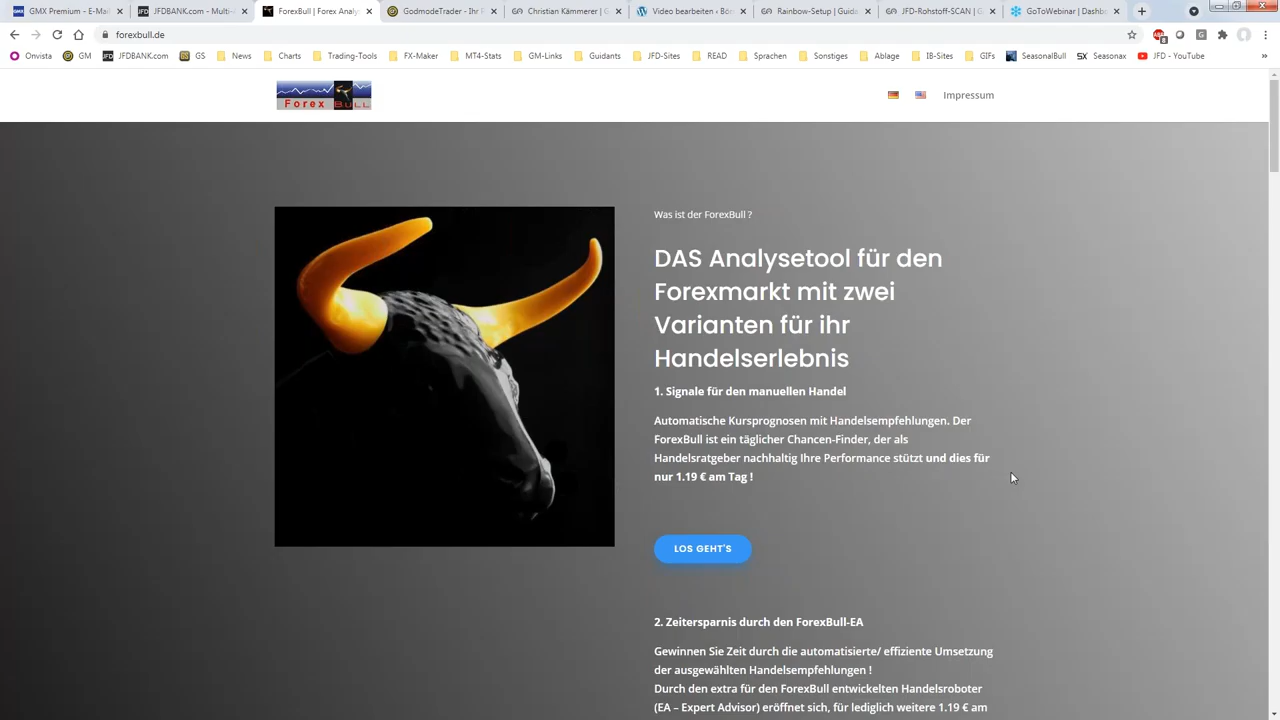 GMX Premium - E-Mai
JFDBANK.com - Multi-
ForexBull | Forex Analy
GodmodeTrader - Ihr F
Christian Kämmerer | G
Video bearbeiten ‹ Bör
Rainbow-Setup | Guida
JFD-Rohstoff-SCAN | G
GoToWebinar | Dashb
forexbull.de
Onvista
GM
JFDBANK.com
GS
News
Charts
Trading-Tools
FX-Maker
MT4-Stats
GM-Links
Guidants
JFD-Sites
READ
Sprachen
Sonstiges
Ablage
IB-Sites
GIFs
SeasonalBull
SX Seasonax
JFD - YouTube
»
Forex BULL
Impressum
Was ist der ForexBull ?
DAS Analysetool für den
Forexmarkt mit zwei
Varianten für ihr
Handelserlebnis
1. Signale für den manuellen Handel
Automatische Kursprognosen mit Handelsempfehlungen. Der
ForexBull ist ein täglicher Chancen-Finder, der als
Handelsratgeber nachhaltig Ihre Performance stützt und dies für
nur 1.19 € am Tag !
LOS GEHT'S
2. Zeitersparnis durch den ForexBull-EA
Gewinnen Sie Zeit durch die automatisierte/ effiziente Umsetzung
der ausgewählten Handelsempfehlungen !
Durch den extra für den ForexBull entwickelten Handelsroboter
(EA – Expert Advisor) eröffnet sich, für lediglich weitere 1.19 € am